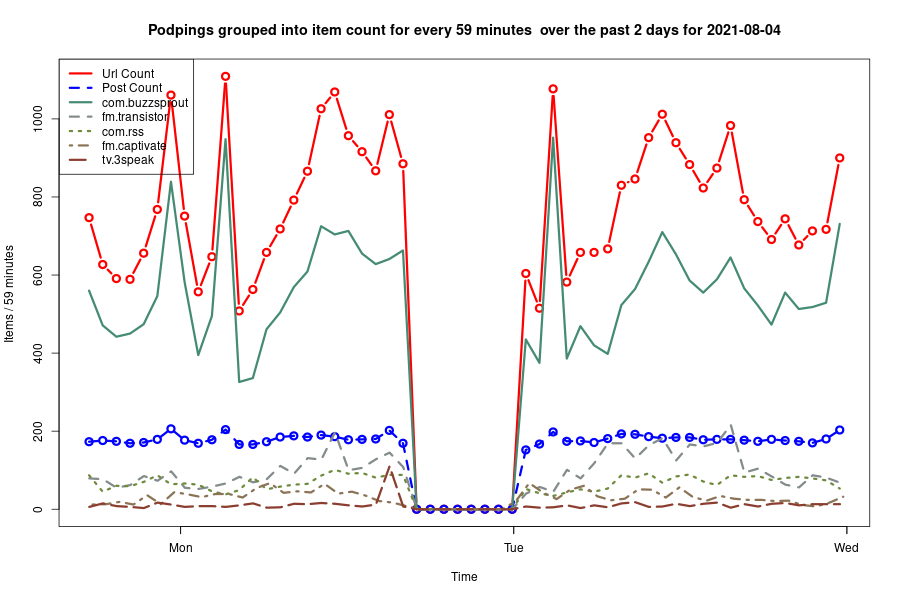 Podpings grouped into item count for every 59 minutes  over the past 2 days for 2021-08-04
Url Count
Post Count
com.buzzsprout
fm.transistor
com.rss
fm.captivate
tv.3speak
Items / 59 minutes
1000
800
600
400
200
0
Mon
Tue
Wed
Time